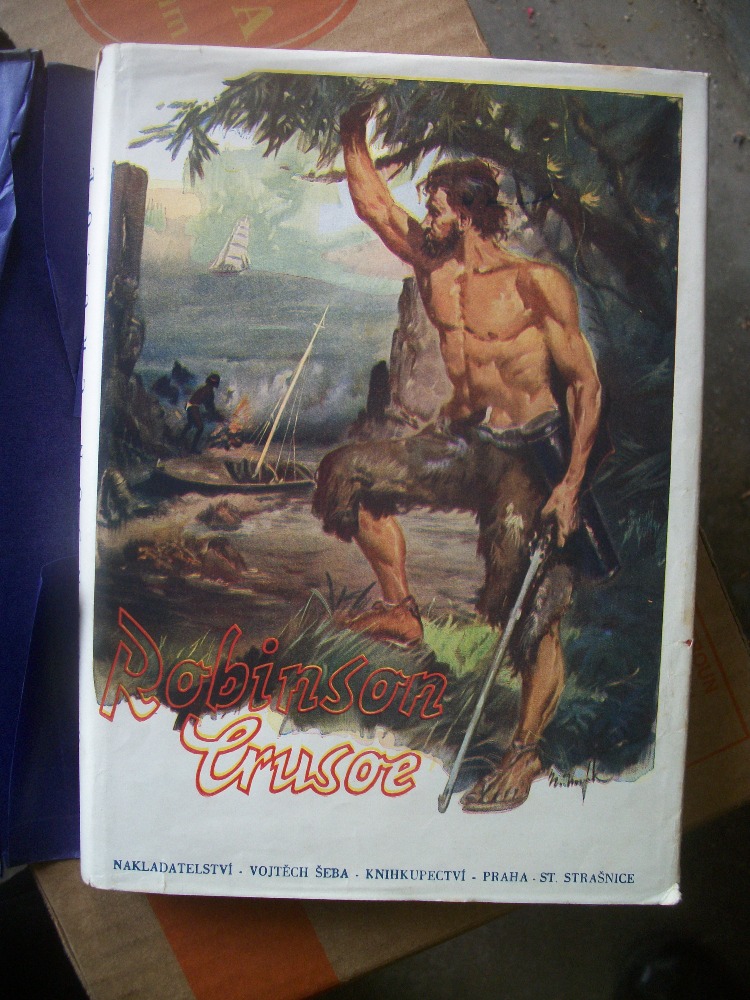 Robinson
Crusoe
NAKLADATELSTVÍ - VOJTĚCH ŠEBA - KNIHKUPECTVÍ - PRAHA - ST. STRAŠNICE